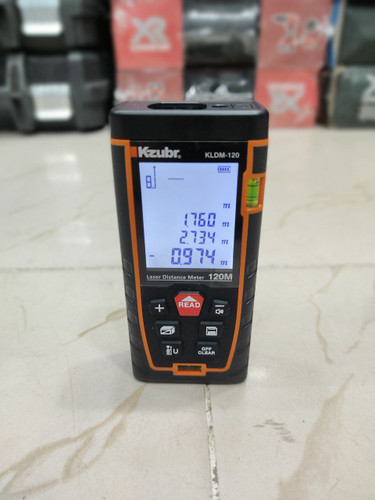 Kzubr.
KLDM-120
m
1.760
2.734 m
-0.974 m
Laser Distance Meter 120M
+
READ
-
U
OFF
CLEAR